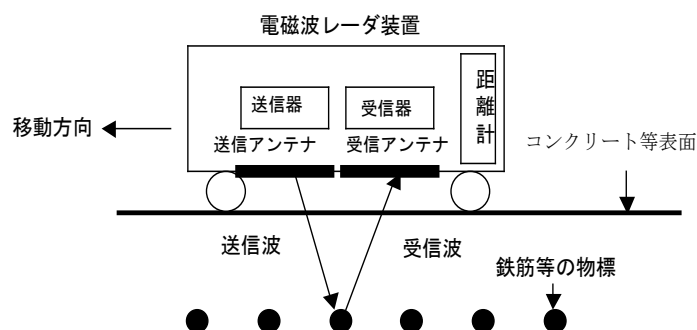 電磁波レーダ装置
送信器
受信器
距離計
移動方向
送信アンテナ
受信アンテナ
コンクリート等表面
送信波
受信波
鉄筋等の物標